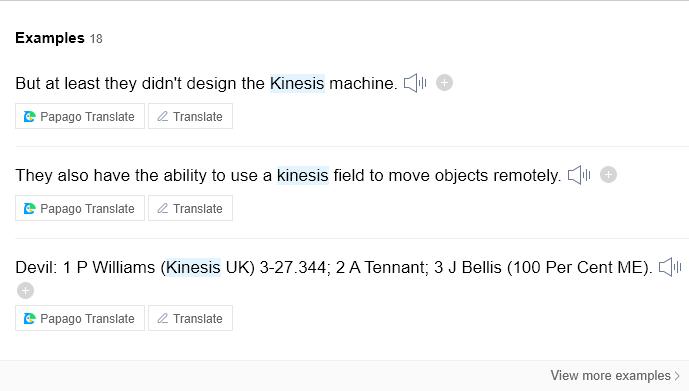 Examples 18
But at least they didn't design the Kinesis machine.
Papago Translate Translate
They also have the ability to use a kinesis field to move objects remotely.
Papago Translate Translate
Devil: 1 P Williams (Kinesis UK) 3-27.344; 2 A Tennant; 3 J Bellis (100 Per Cent ME).
Papago Translate Translate
View more examples